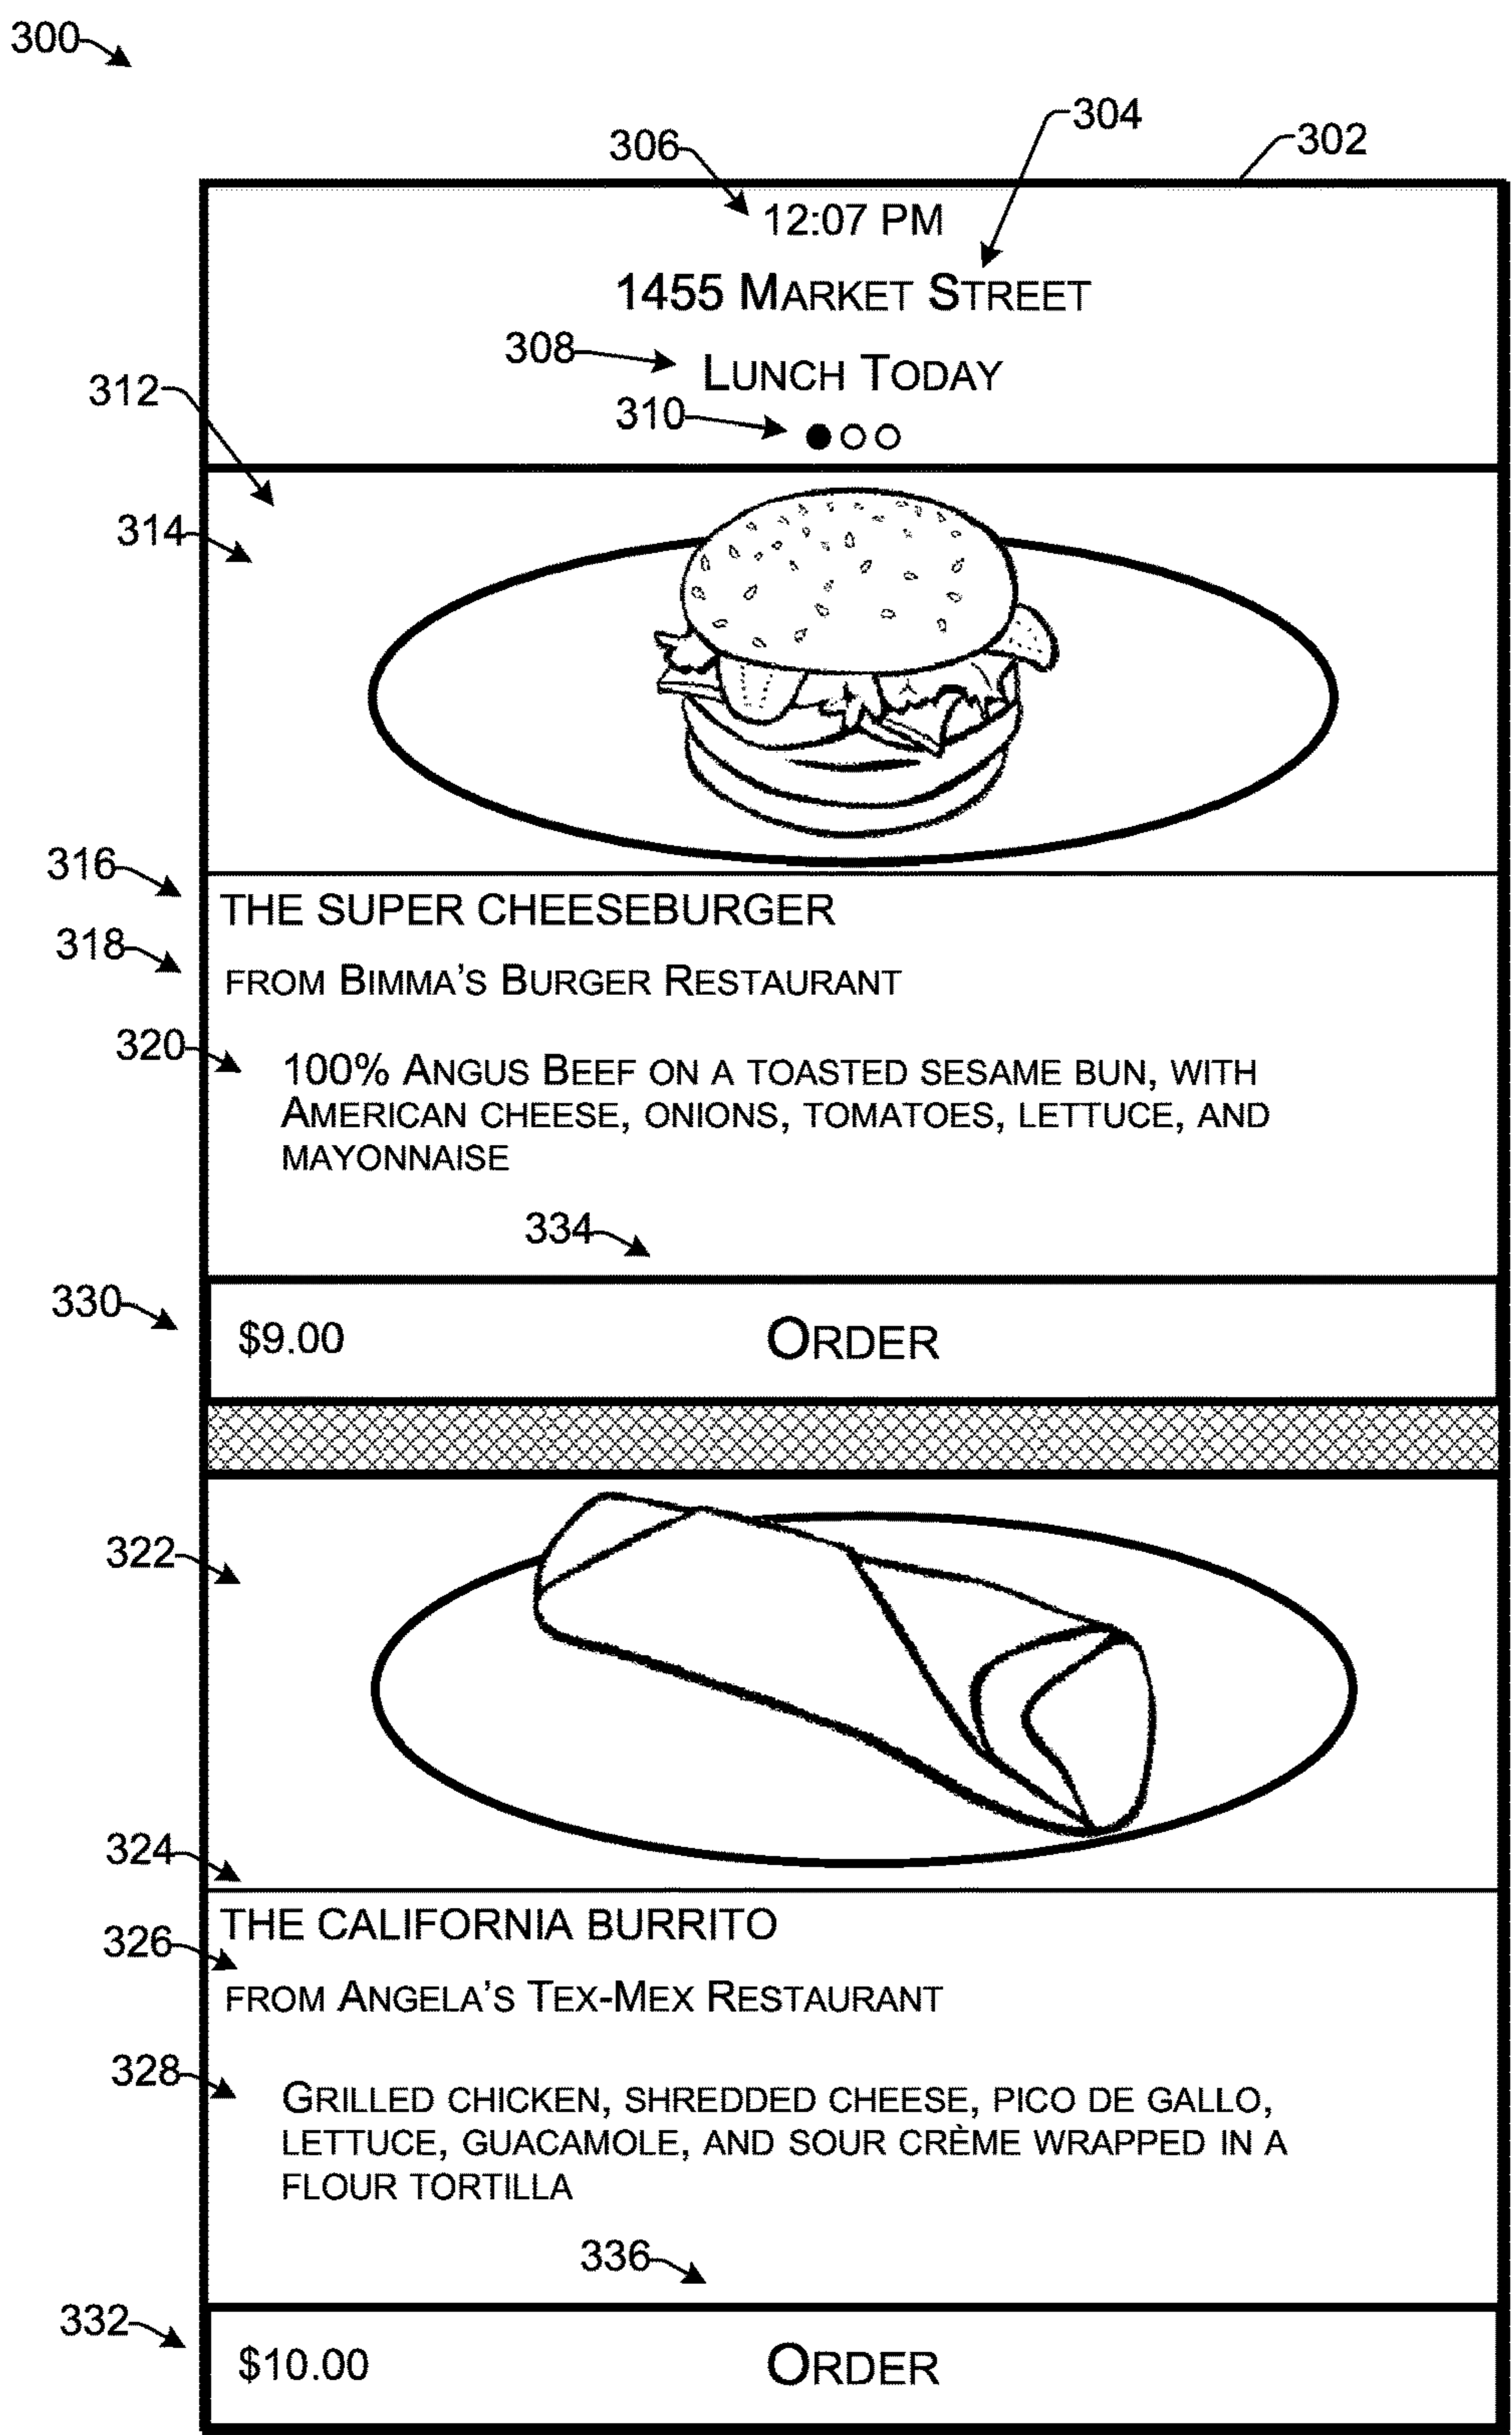 300
304
302
306
12:07 PM
1455 MARKET STREET
308
LUNCH TODAY
312
310
314
316
THE SUPER CHEESEBURGER
318
FROM BIMMA'S BURGER RESTAURANT
320
100% ANGUS BEEF ON A TOASTED SESAME BUN, WITH
AMERICAN CHEESE, ONIONS, TOMATOES, LETTUCE, AND
MAYONNAISE
334
330
$9.00 ORDER
322
324
THE CALIFORNIA BURRITO
326
FROM ANGELA'S TEX-MEX RESTAURANT
328
GRILLED CHICKEN, SHREDDED CHEESE, PICO DE GALLO,
LETTUCE, GUACAMOLE, AND SOUR CRÈME WRAPPED IN A
FLOUR TORTILLA
336
332
$10.00 ORDER